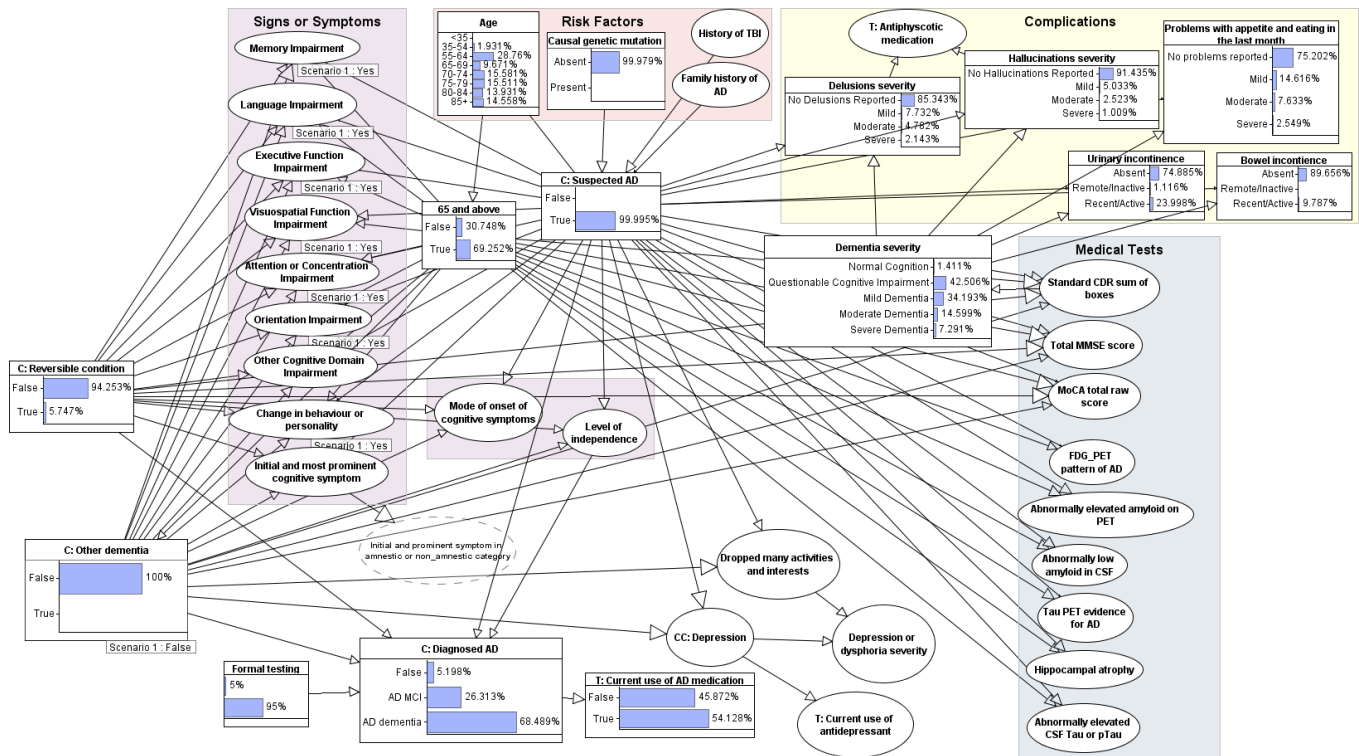 Signs or Symptoms
Memory Impairment
Scenario 1 : Yes
Language Impairment
Scenario 1 : Yes
Executive Function
Impairment
Scenario 1 : Yes
Visuospatial Function
Impairment
Scenario 1 : Yes
Attention or Concentration
Impairment
Scenario 1 : Yes
Orientation Impairment
Scenario 1 : Yes
Other Cognitive Domain
Impairment
Change in behaviour or
personality
Scenario 1 : Yes
Initial and most prominent
cognitive symptom
Initial and prominent symptom in
amnestic or non_amnestic category
Risk Factors
Age
<35
35-54 1.931%
55-64 28.76%
65-69 9.671%
70-74 15.581%
75-79 15.511%
80-84 13.931%
85+ 14.558%
Causal genetic mutation
Absent 99.979%
Present
History of TBI
Family history of
AD
Complications
T: Antiphyscotic
medication
Delusions severity
No Delusions Reported 85.343%
Mild 7.732%
Moderate 4.782%
Severe 2.143%
Hallucinations severity
No Hallucinations Reported 91.435%
Mild 5.033%
Moderate 2.523%
Severe 1.009%
Problems with appetite and eating in
the last month
No problems reported 75.202%
Mild 14.616%
Moderate 7.633%
Severe 2.549%
Urinary incontinence
Absent 74.885%
Remote/Inactive 1.116%
Recent/Active 23.998%
Bowel incontience
Absent 89.656%
Remote/Inactive
Recent/Active 9.787%
C: Suspected AD
False
True 99.995%
65 and above
False 30.748%
True 69.252%
Dementia severity
Normal Cognition 1.411%
Questionable Cognitive Impairment 42.506%
Mild Dementia 34.193%
Moderate Dementia 14.599%
Severe Dementia 7.291%
Medical Tests
Standard CDR sum of
boxes
Total MMSE score
MoCA total raw
score
FDG_PET
pattern of AD
Abnormally elevated amyloid on
PET
Abnormally low
amyloid in CSF
Tau PET evidence
for AD
Hippocampal atrophy
Abnormally elevated
CSF Tau or pTau
C: Reversible condition
False 94.253%
True 5.747%
Mode of onset of
cognitive symptoms
Level of
independence
C: Other dementia
False 100%
True
Scenario 1 : False
Dropped many activities
and interests
CC: Depression
Depression or
dysphoria severity
T: Current use of
antidepressant
Formal testing
5%
95%
C: Diagnosed AD
False 5.198%
AD MCI 26.313%
AD dementia 68.489%
T: Current use of AD medication
False 45.872%
True 54.128%